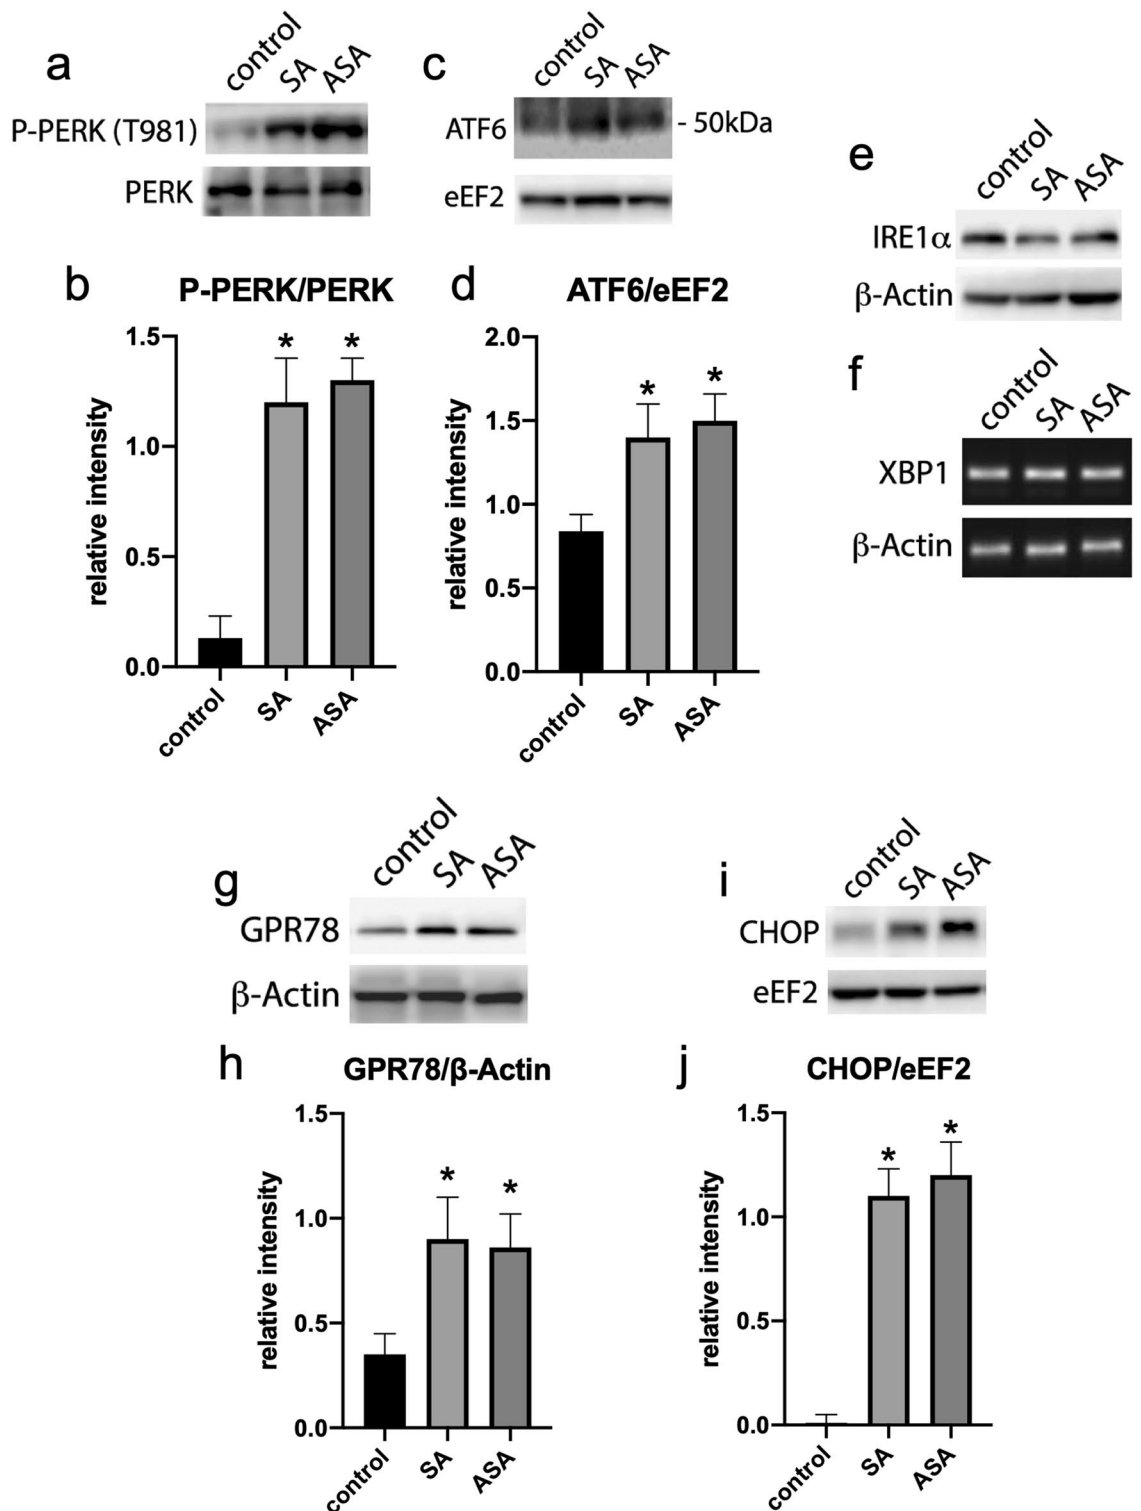 a
control
SA
ASA
P-PERK (T981)
PERK
b
P-PERK/PERK
relative intensity
1.5
1.0
0.5
0.0
*
*
control
SA
ASA
c
control
SA
ASA
ATF6
- 50kDa
eEF2
d
ATF6/eEF2
relative intensity
2.0
1.5
1.0
0.5
0.0
*
*
control
SA
ASA
e
control
SA
ASA
IRE1α
β-Actin
f
control
SA
ASA
XBP1
β-Actin
g
control
SA
ASA
GPR78
β-Actin
h
GPR78/β-Actin
relative intensity
1.5
1.0
0.5
0.0
*
*
control
SA
ASA
i
control
SA
ASA
CHOP
eEF2
j
CHOP/eEF2
relative intensity
1.5
1.0
0.5
0.0
*
*
control
SA
ASA